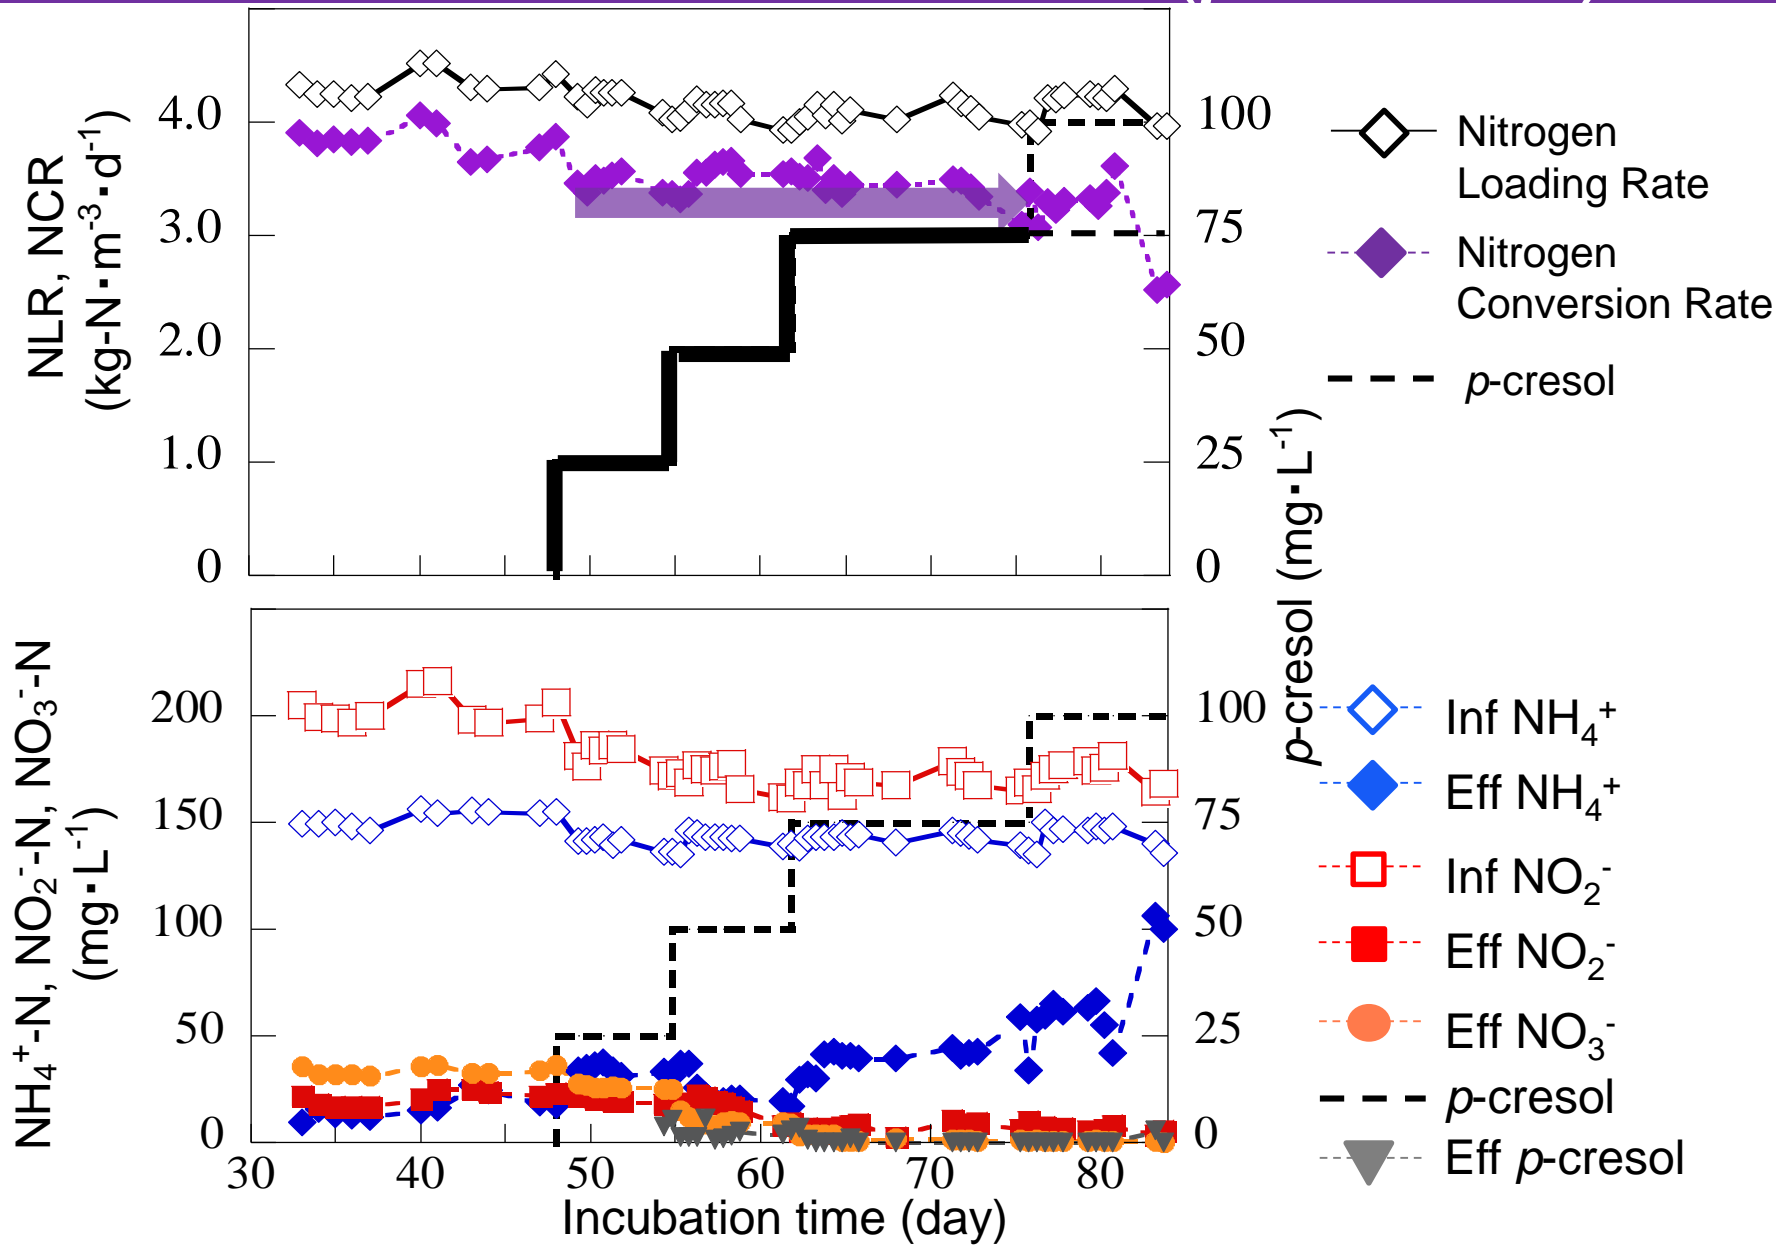 NLR, NCR
(kg-N・m⁻³・d⁻¹)
4.0
3.0
2.0
1.0
0
100
75
50
25
0
p-cresol (mg・L⁻¹)
Nitrogen
Loading Rate
Nitrogen
Conversion Rate
p-cresol
NH₄⁺-N, NO₂⁻-N, NO₃⁻-N
(mg・L⁻¹)
200
150
100
50
0
100
75
50
25
0
30 40 50 60 70 80
Incubation time (day)
Inf NH₄⁺
Eff NH₄⁺
Inf NO₂⁻
Eff NO₂⁻
Eff NO₃⁻
p-cresol
Eff p-cresol